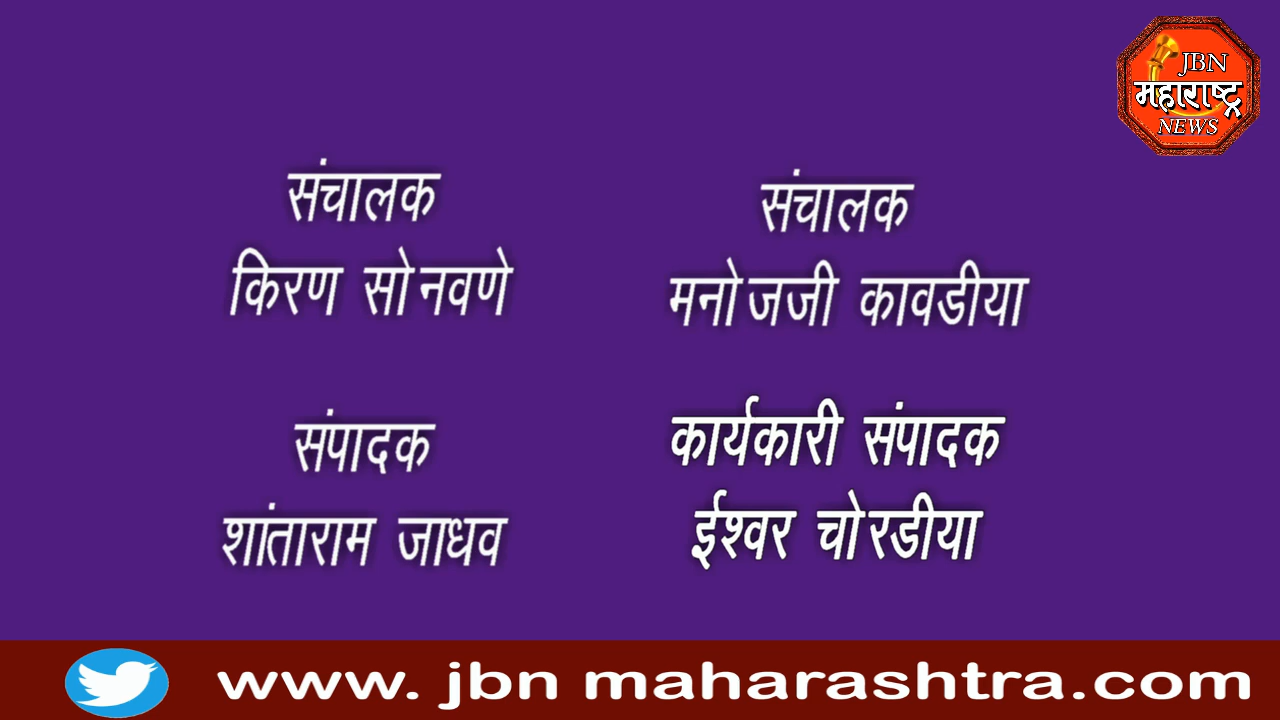 JBN
महाराष्ट्र
NEWS
संचालक
किरण सोनवणे
संचालक
मनोजजी कावडीया
संपादक
शांताराम जाधव
कार्यकारी संपादक
ईश्वर चोरडीया
www. jbn maharashtra.com